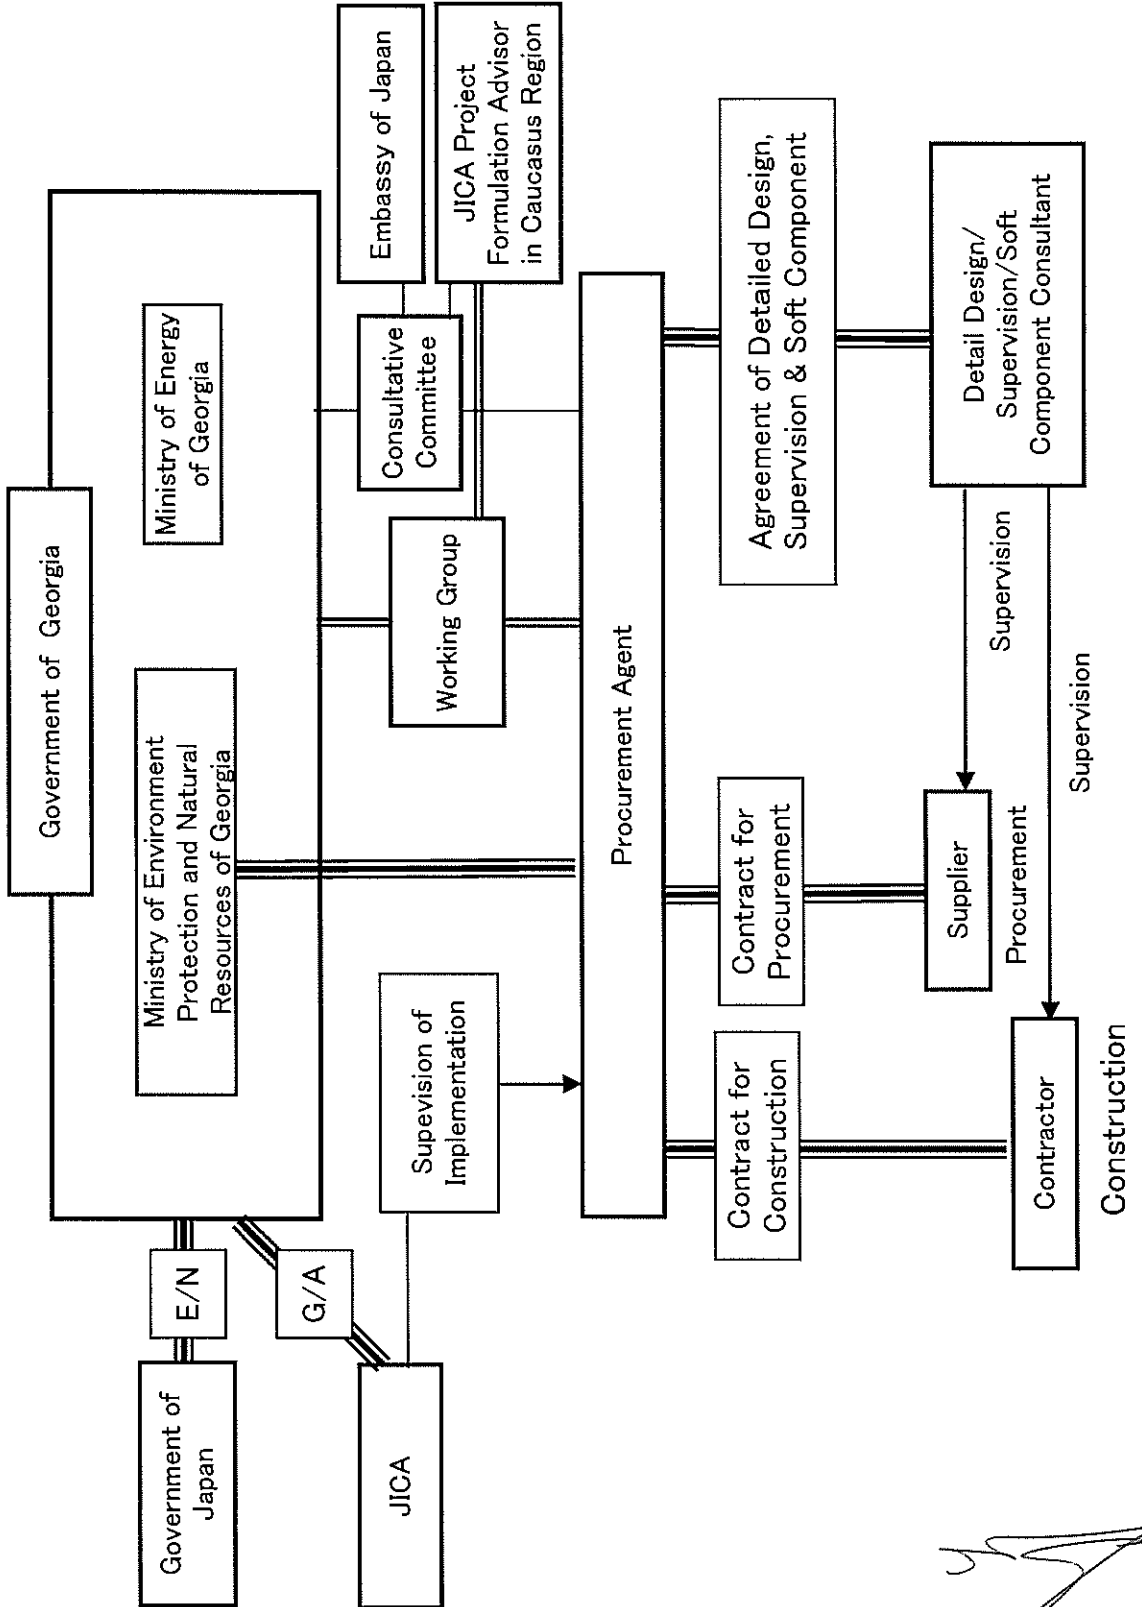 Government of Georgia
Ministry of Environment
Protection and Natural
Resources of Georgia
Ministry of Energy
of Georgia
Government of
Japan
E/N
G/A
JICA
Supevision of
Implementation
Working Group
Consultative
Committee
Embassy of Japan
JICA Project
Formulation Advisor
in Caucasus Region
Procurement Agent
Contract for
Construction
Contract for
Procurement
Agreement of Detailed Design,
Supervision & Soft Component
Contractor
Construction
Supplier
Procurement
Detail Design/
Supervision/Soft
Component Consultant
Supervision
Supervision